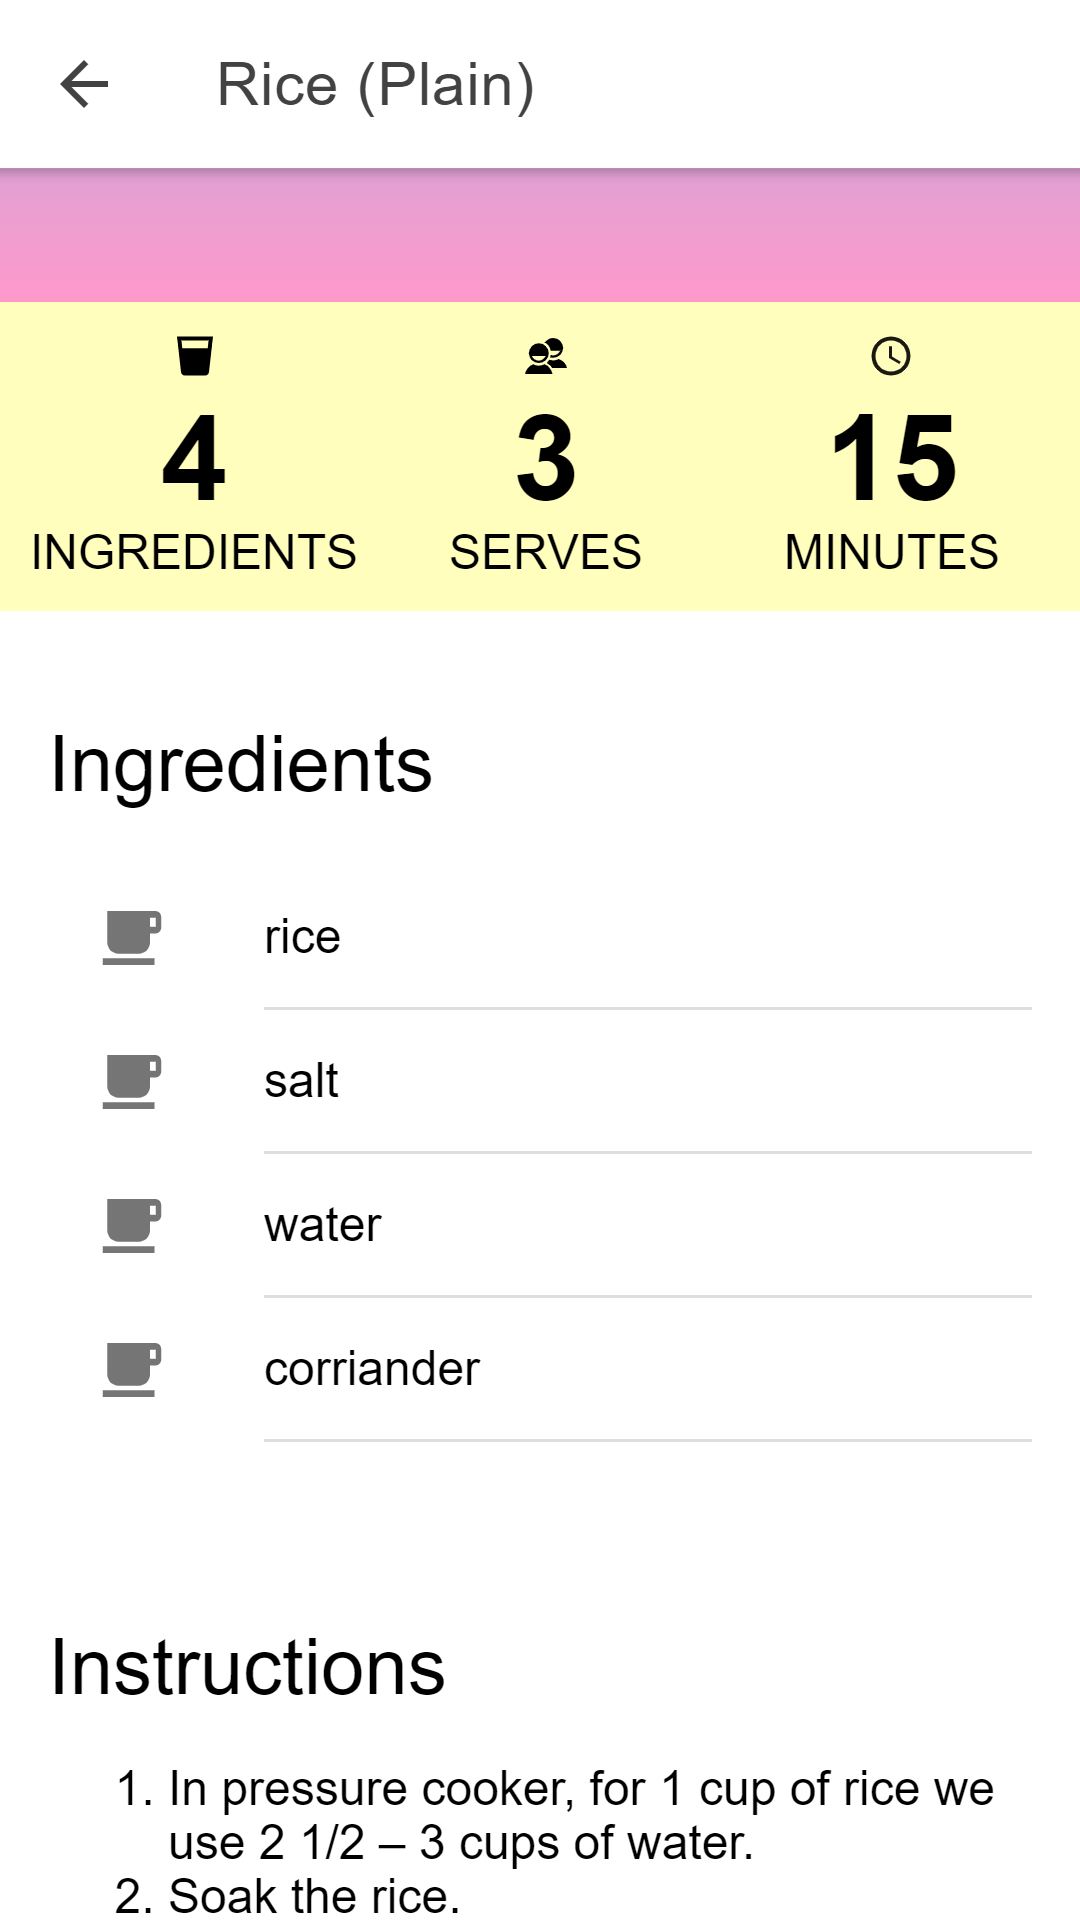 Rice (Plain)
4 3 15
INGREDIENTS SERVES MINUTES
Ingredients
rice
salt
water
corriander
Instructions
1. In pressure cooker, for 1 cup of rice we
use 2 1/2 – 3 cups of water.
2. Soak the rice.